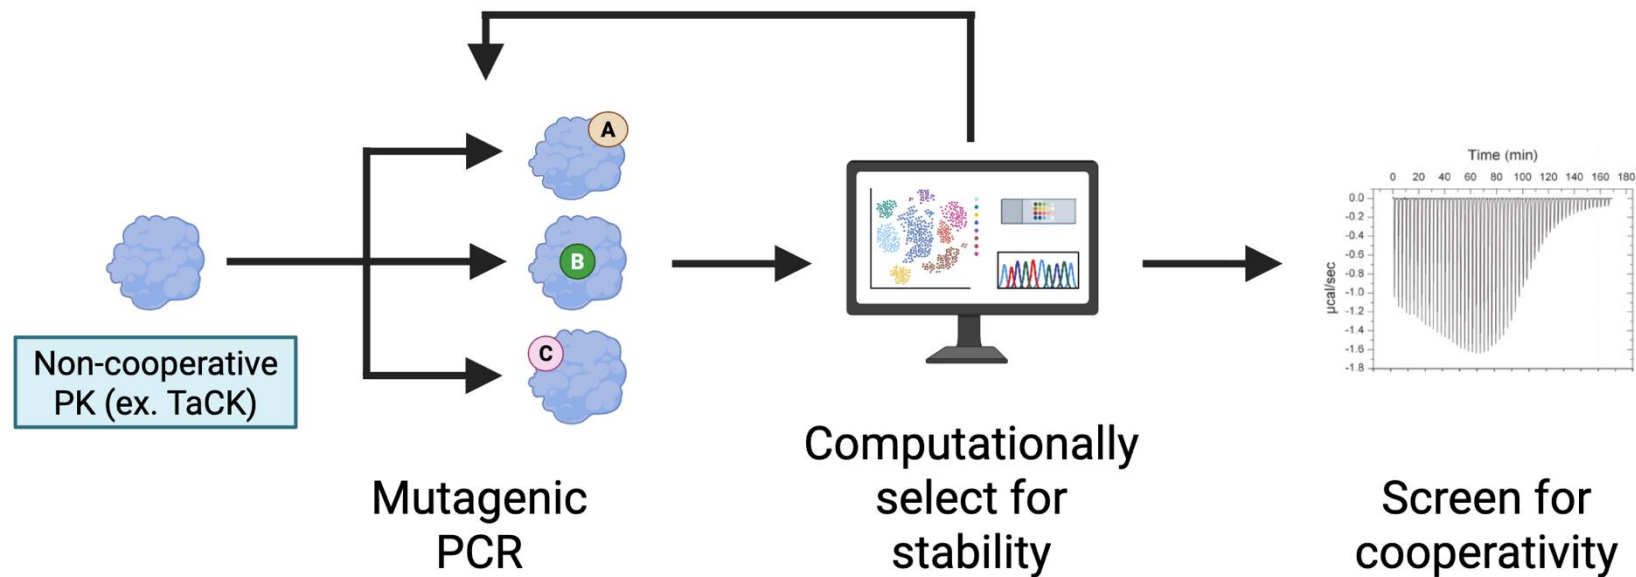 A
B
C
Non-cooperative
PK (ex. TaCK)
Mutagenic
PCR
Computationally
select for
stability
Time (min)
0 20 40 60 80 100 120 140 160 180
0.0
-0.2
-0.4
-0.6
-0.8
-1.0
-1.2
-1.4
-1.6
-1.8
µcal/sec
Screen for
cooperativity